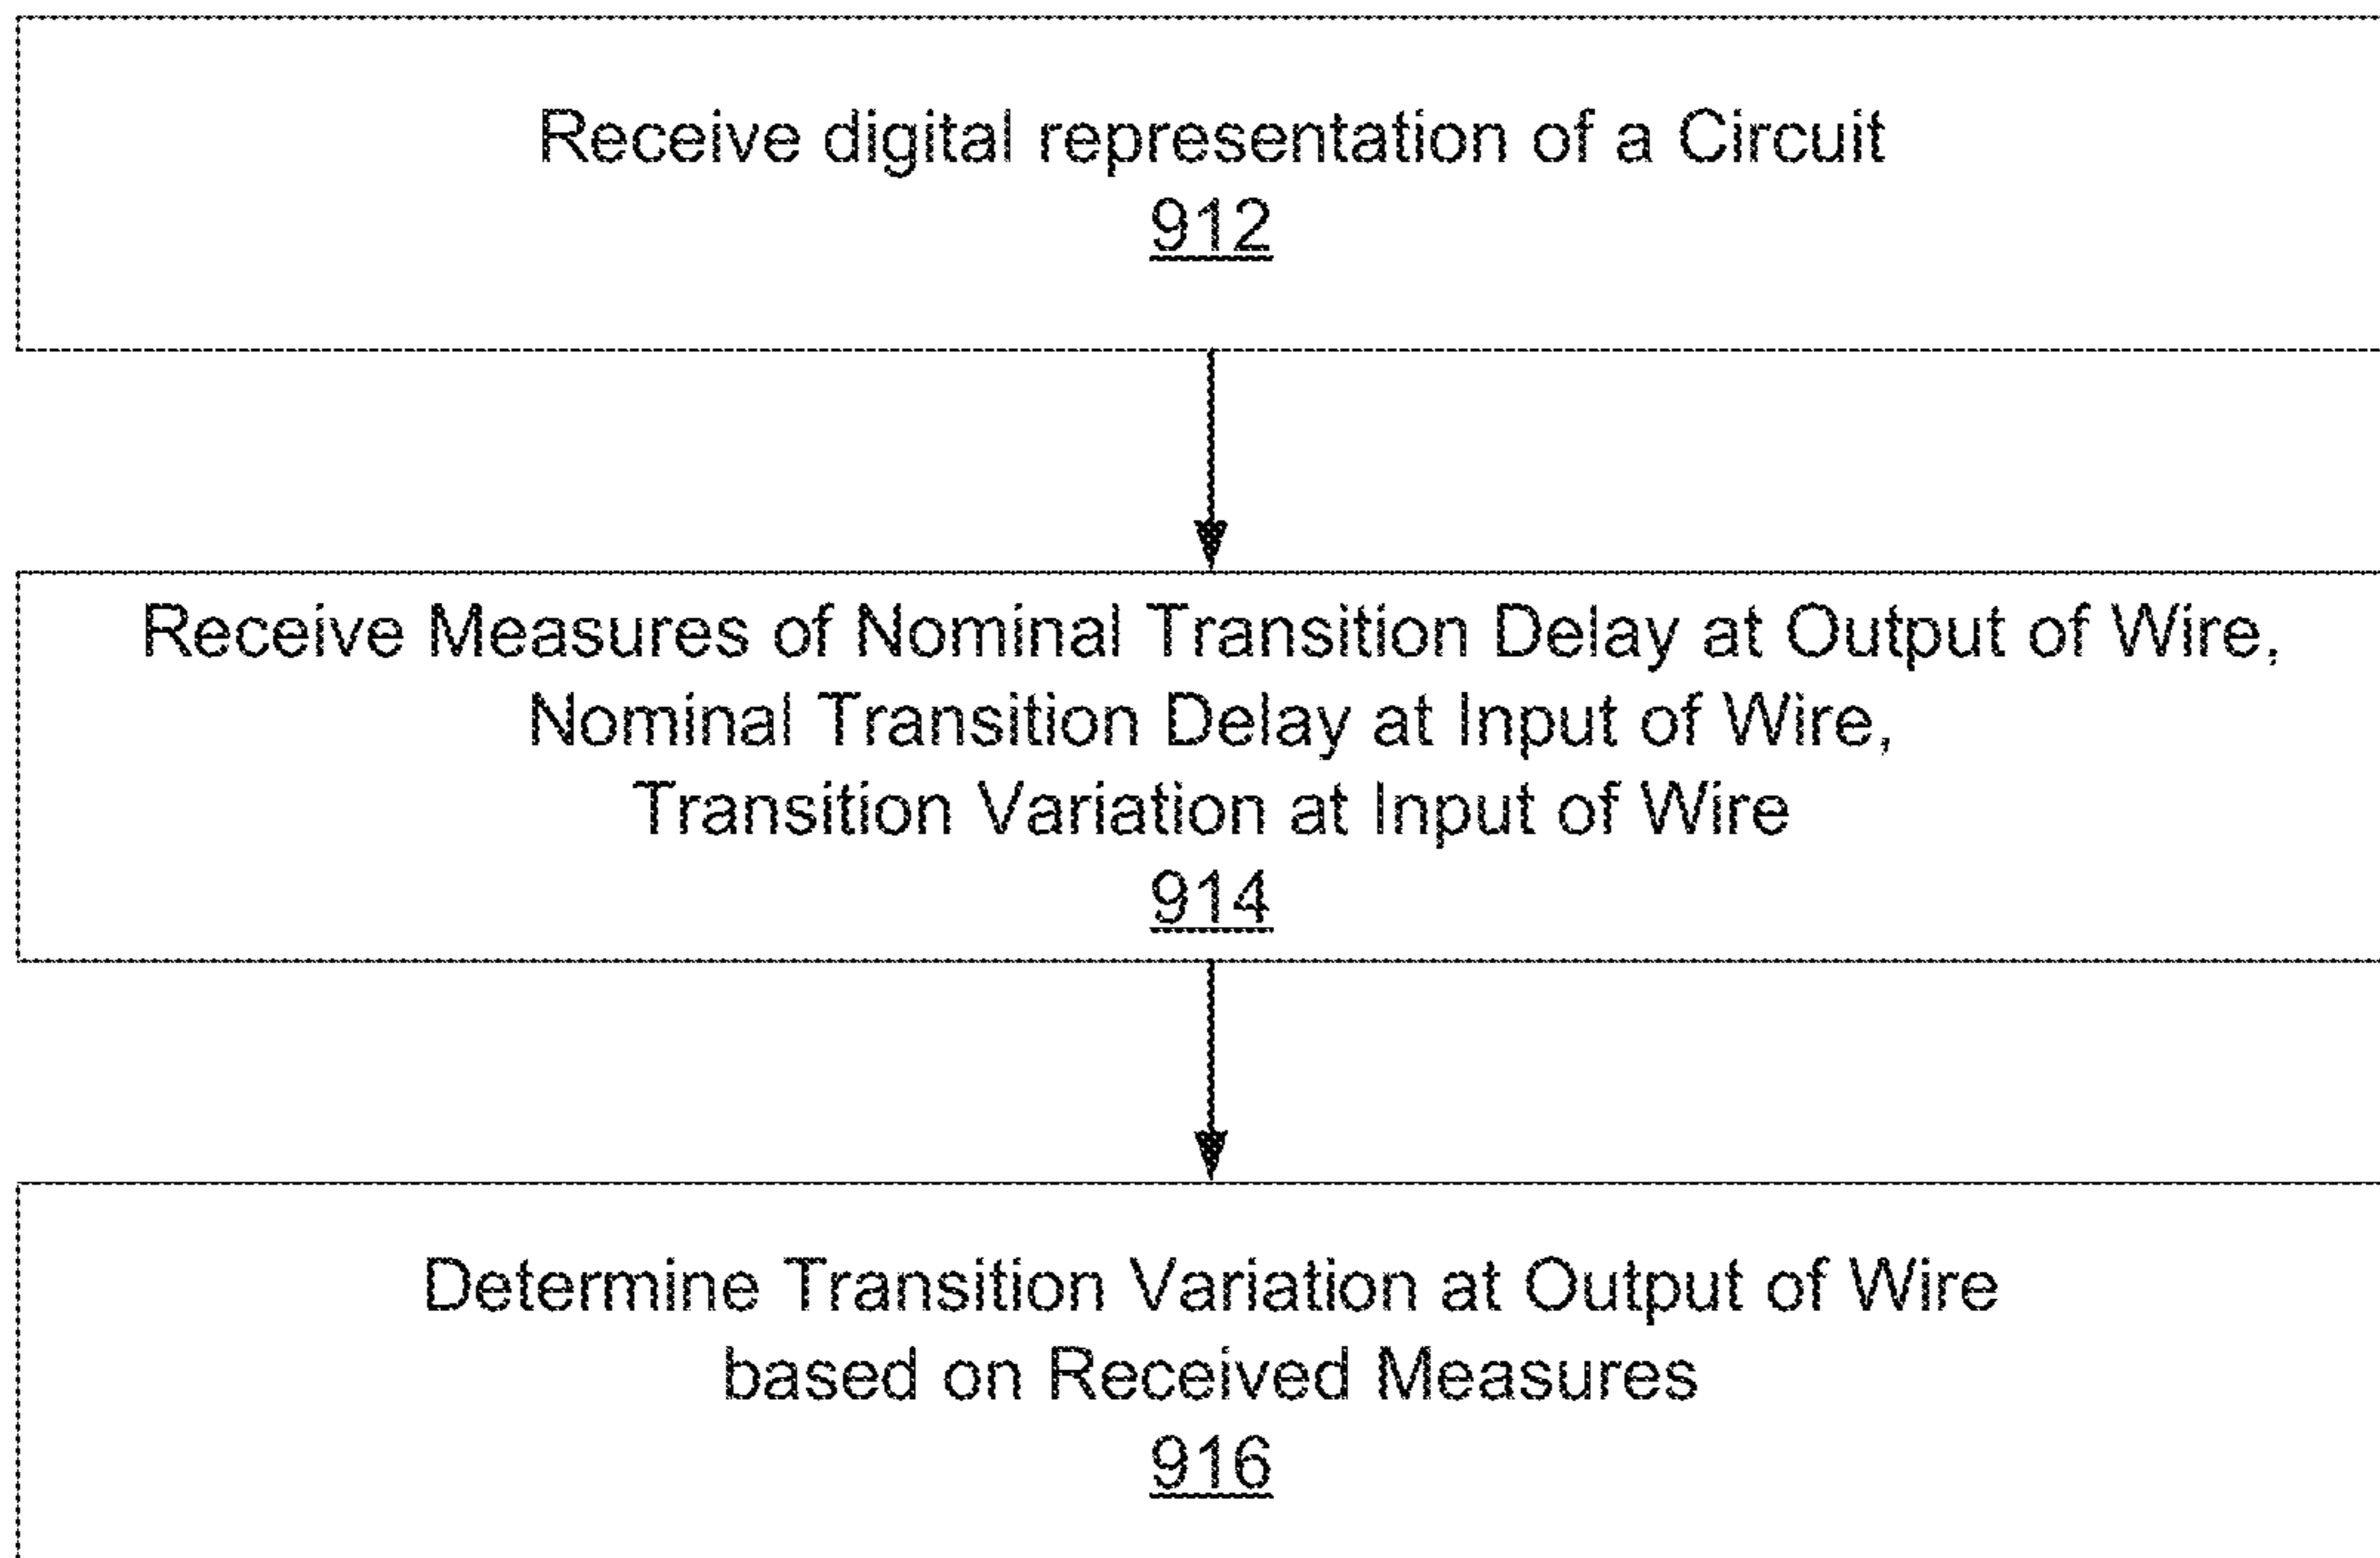 Receive digital representation of a Circuit
912
Receive Measures of Nominal Transition Delay at Output of Wire,
Nominal Transition Delay at Input of Wire,
Transition Variation at Input of Wire
914
Determine Transition Variation at Output of Wire
based on Received Measures
916